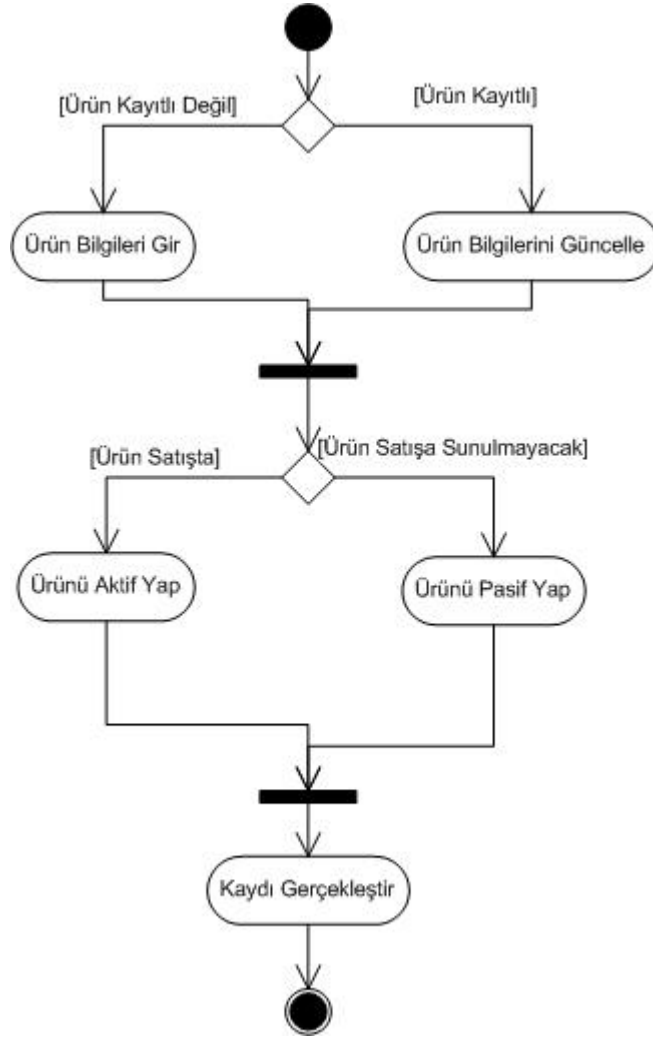 [Ürün Kayıtlı Değil]
[Ürün Kayıtlı]
Ürün Bilgileri Gir
Ürün Bilgilerini Güncelle
[Ürün Satışta]
[Ürün Satışa Sunulmayacak]
Ürünü Aktif Yap
Ürünü Pasif Yap
Kaydı Gerçekleştir